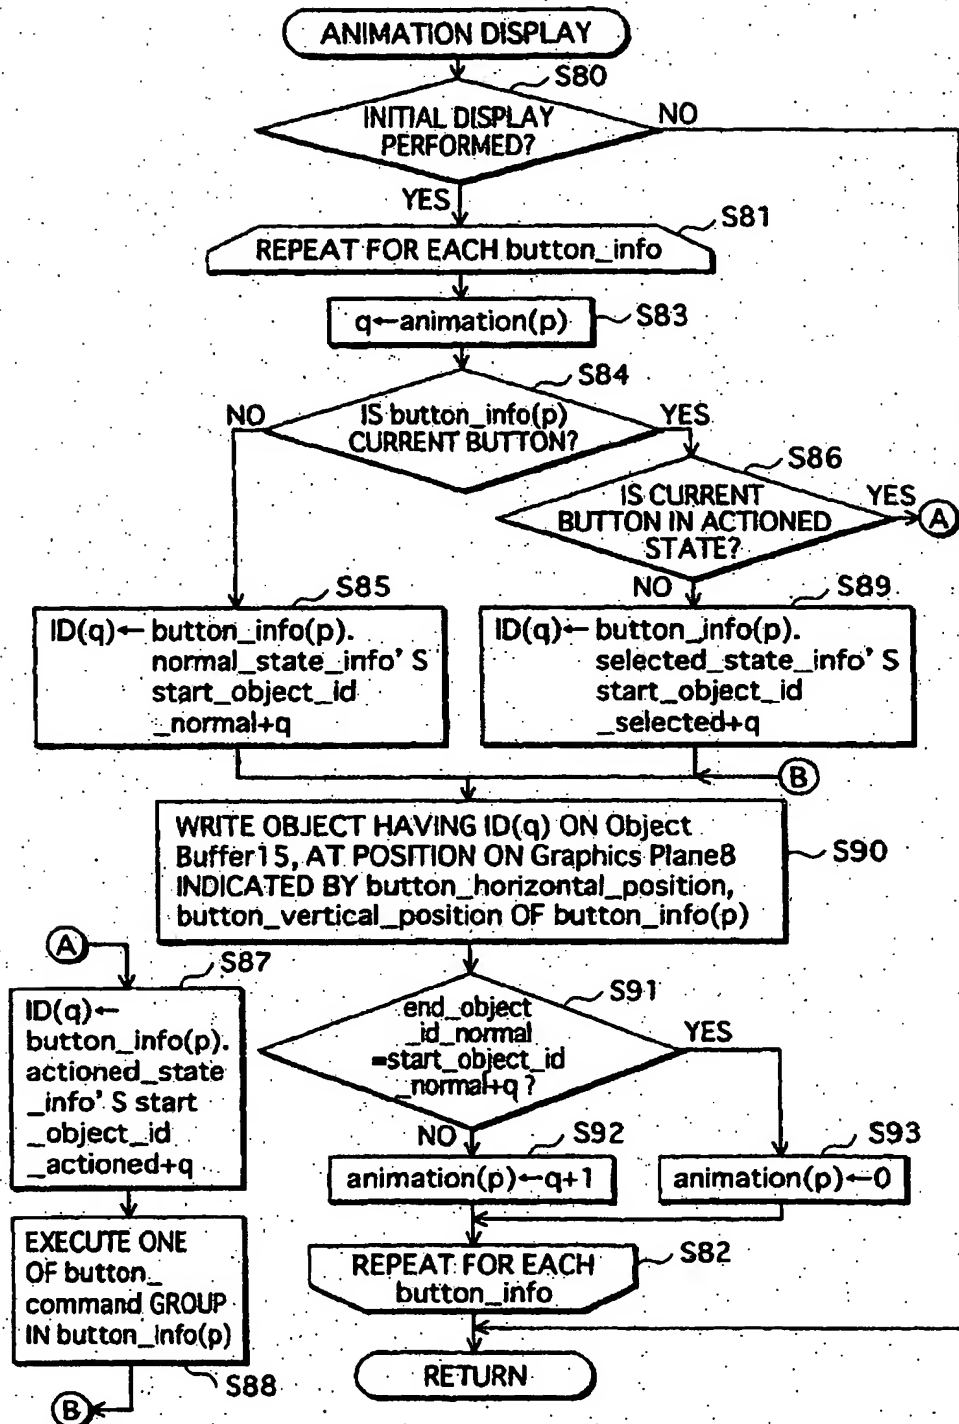 ANIMATION DISPLAY
S80
INITIAL DISPLAY
PERFORMED?
NO
YES
S81
REPEAT FOR EACH button_info
q←animation(p)
S83
S84
NO
IS button_info(p)
CURRENT BUTTON?
YES
S86
IS CURRENT
BUTTON IN ACTIONED
STATE?
YES
A
NO
S85
ID(q)← button_info(p).
normal_state_info' S
start_object_id
_normal+q
S89
ID(q)← button_info(p).
selected_state_info' S
start_object_id
_selected+q
B
WRITE OBJECT HAVING ID(q) ON Object
Buffer15, AT POSITION ON Graphics Plane8
INDICATED BY button_horizontal_position,
button_vertical_position OF button_info(p)
S90
A
S87
ID(q)←
button_info(p).
actioned_state
_info' S start
_object_id
_actioned+q
EXECUTE ONE
OF button_
command GROUP
IN button_info(p)
S88
B
S91
end_object
_id_normal
=start_object_id
_normal+q ?
YES
NO
S92
animation(p)←q+1
S93
animation(p)←0
S82
REPEAT FOR EACH
button_info
RETURN